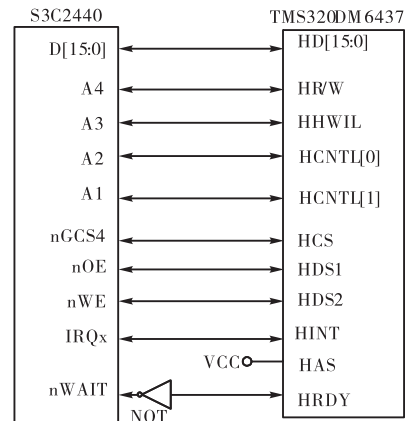 S3C2440 TMS320DM6437
D[15:0] HD[15:0]
A4 HR/W
A3 HHWIL
A2 HCNTL[0]
A1 HCNTL[1]
nGCS4 HCS
nOE HDS1
nWE HDS2
IRQx HINT
VCC HAS
nWAIT HRDY
NOT